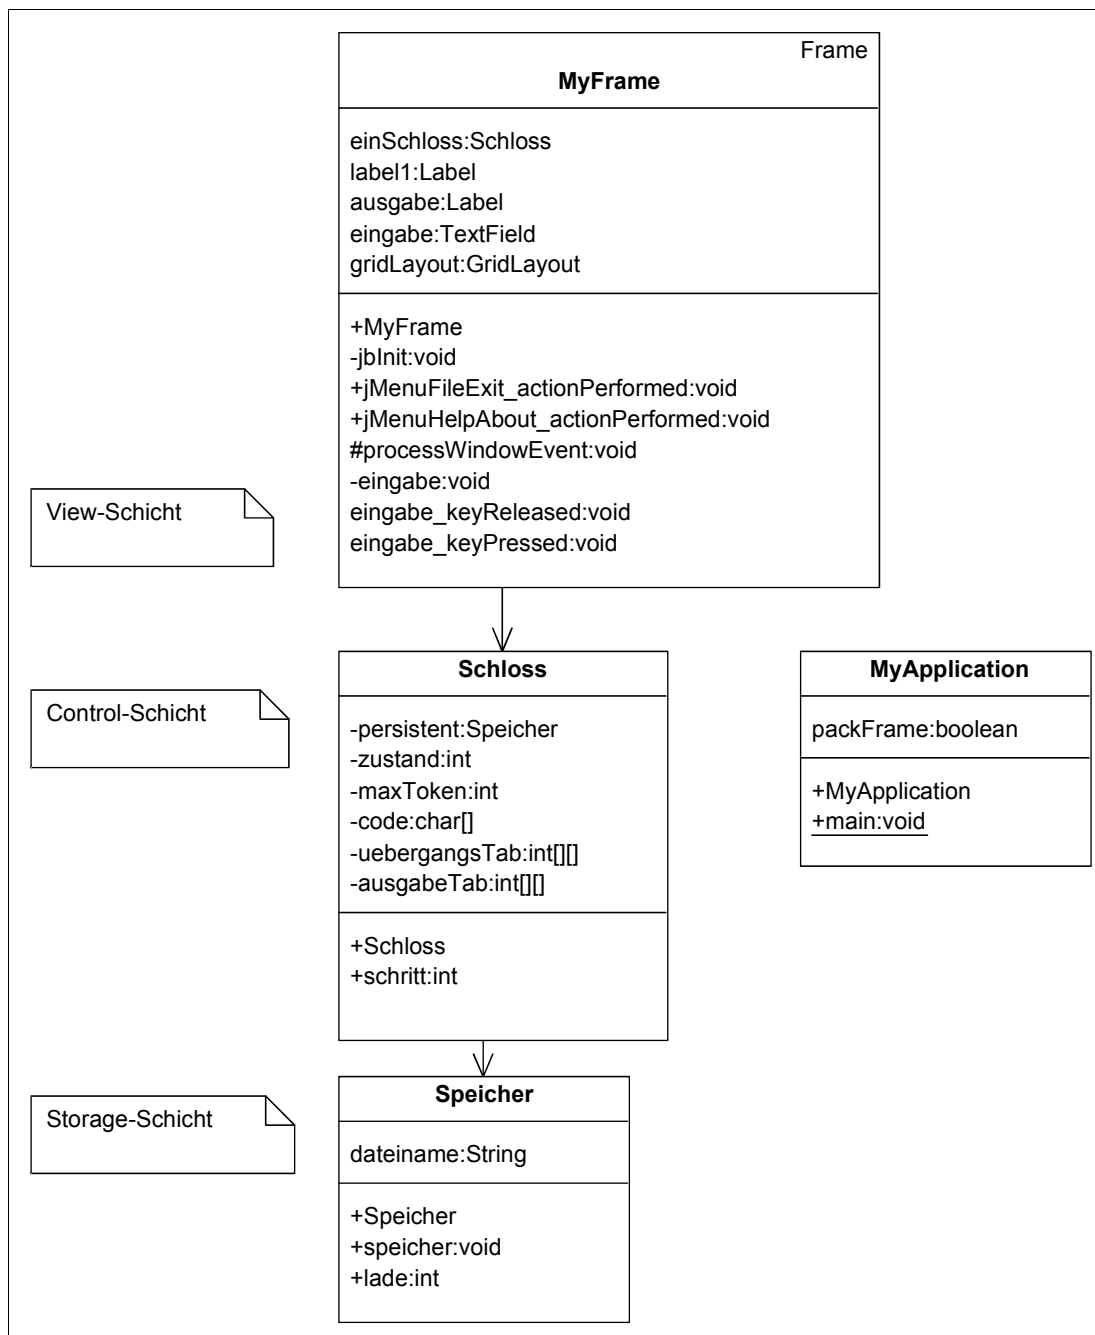 Frame
MyFrame
einSchloss:Schloss
label1:Label
ausgabe:Label
eingabe:TextField
gridLayout:GridLayout
+MyFrame
-jbInit:void
+jMenuFileExit_actionPerformed:void
+jMenuHelpAbout_actionPerformed:void
#processWindowEvent:void
-eingabe:void
eingabe_keyReleased:void
eingabe_keyPressed:void
View-Schicht
Schloss
-persistent:Speicher
-zustand:int
-maxToken:int
-code:char[]
-uebergangsTab:int[][]
-ausgabeTab:int[][]
+Schloss
+schritt:int
Control-Schicht
MyApplication
packFrame:boolean
+MyApplication
+main:void
Speicher
dateiname:String
+Speicher
+speicher:void
+lade:int
Storage-Schicht